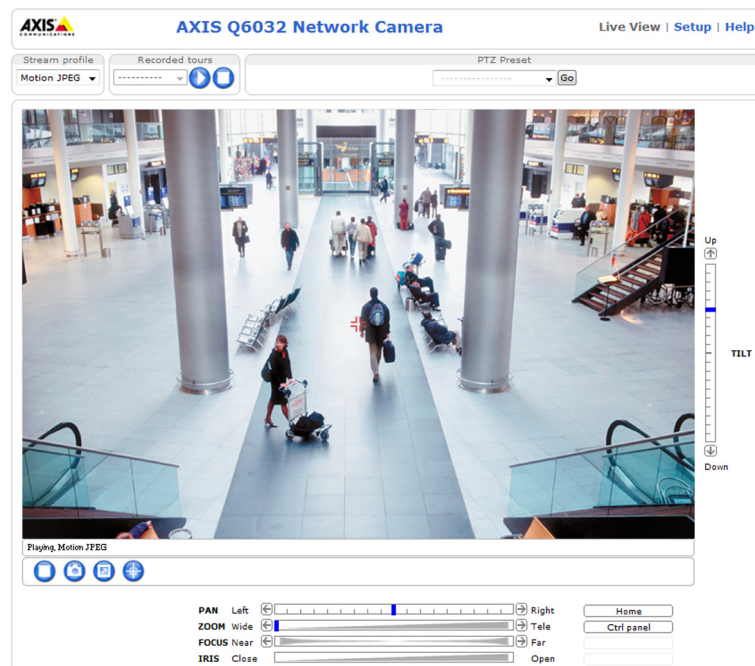 AXIS
COMMUNICATIONS
AXIS Q6032 Network Camera
Live View | Setup | Help
Stream profile
Recorded tours
PTZ Preset
Motion JPEG
----------
---------------
Go
Up
TILT
Down
Playing, Motion JPEG
PAN Left Right Home
ZOOM Wide Tele Ctrl panel
FOCUS Near Far
IRIS Close Open